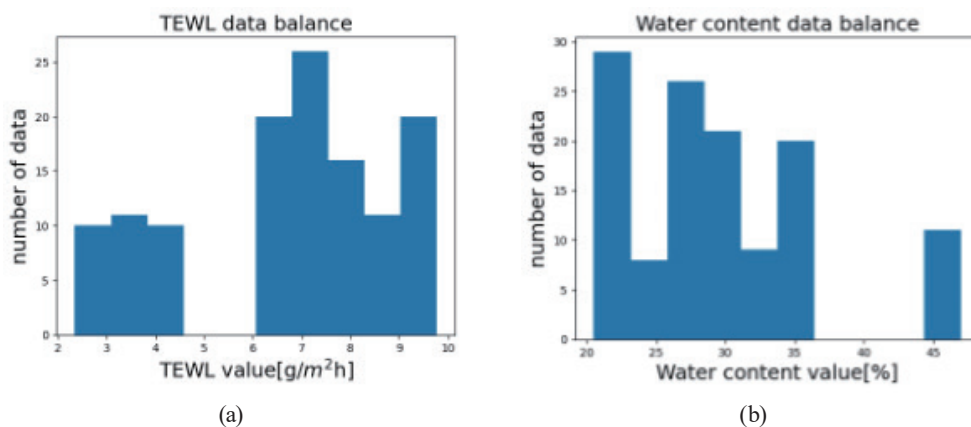 TEWL data balance
number of data
25
20
15
10
5
0
2 3 4 5 6 7 8 9 10
TEWL value[g/m²h]
(a)
Water content data balance
number of data
30
25
20
15
10
5
0
20 25 30 35 40 45
Water content value[%]
(b)